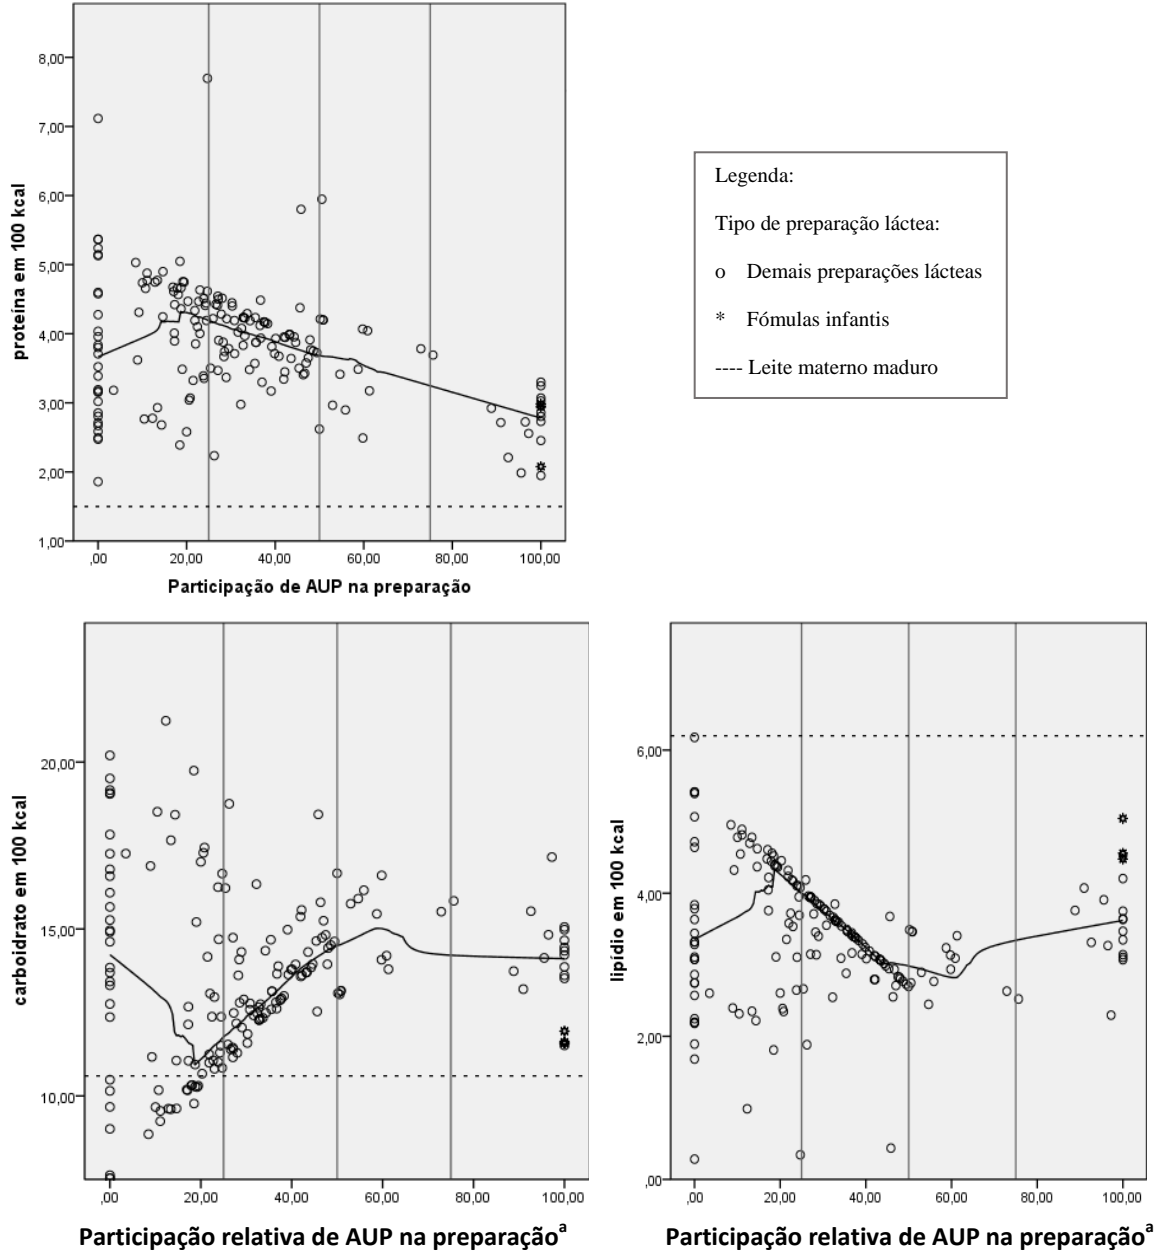 8,00
7,00
6,00
5,00
4,00
3,00
2,00
1,00
proteína em 100 kcal
,00 20,00 40,00 60,00 80,00 100,00
Participação de AUP na preparação
Legenda:
Tipo de preparação láctea:
o Demais preparações lácteas
* Fómulas infantis
---- Leite materno maduro
20,00
15,00
10,00
carboidrato em 100 kcal
,00 20,00 40,00 60,00 80,00 100,00
Participação relativa de AUP na preparaçãoª
6,00
4,00
2,00
,00
lipídio em 100 kcal
,00 20,00 40,00 60,00 80,00 100,00
Participação relativa de AUP na preparaçãoª